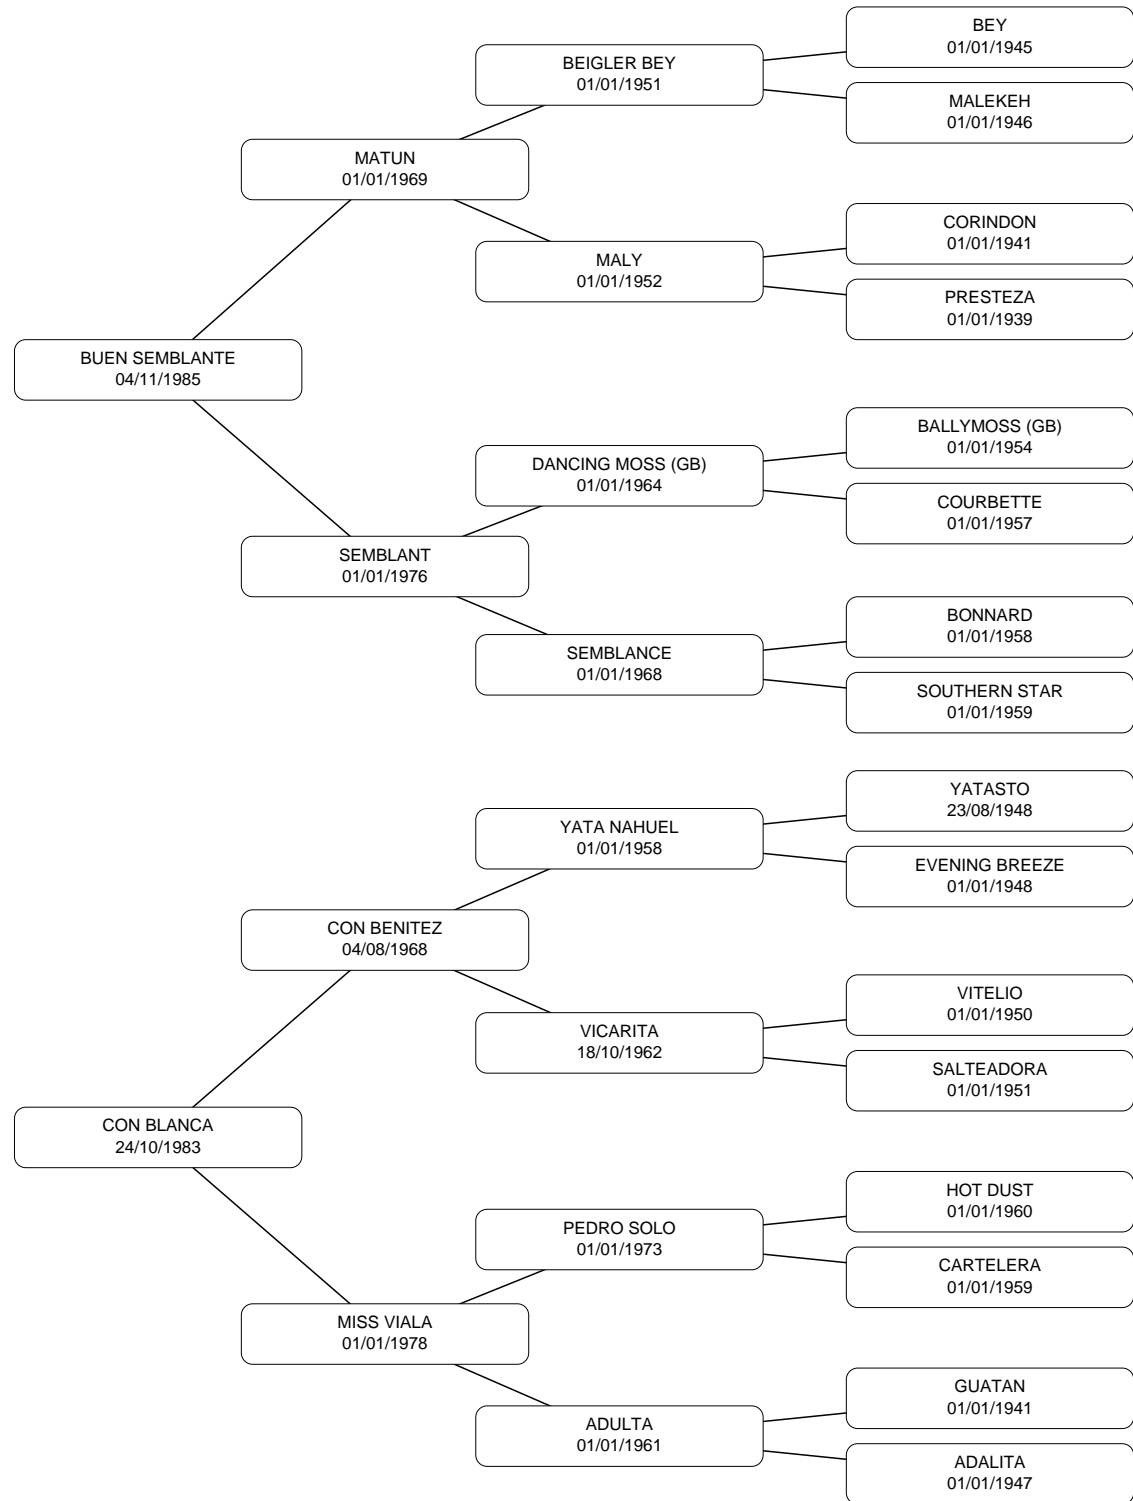 BEY
01/01/1945
BEIGLER BEY
01/01/1951
MALEKEH
01/01/1946
MATUN
01/01/1969
CORINDON
01/01/1941
MALY
01/01/1952
PRESTEZA
01/01/1939
BUEN SEMBLANTE
04/11/1985
BALLYMOSS (GB)
01/01/1954
DANCING MOSS (GB)
01/01/1964
COURBETTE
01/01/1957
SEMBLANT
01/01/1976
BONNARD
01/01/1958
SEMBLANCE
01/01/1968
SOUTHERN STAR
01/01/1959
YATASTO
23/08/1948
YATA NAHUEL
01/01/1958
EVENING BREEZE
01/01/1948
CON BENITEZ
04/08/1968
VITELIO
01/01/1950
VICARITA
18/10/1962
SALTEADORA
01/01/1951
CON BLANCA
24/10/1983
HOT DUST
01/01/1960
PEDRO SOLO
01/01/1973
CARTELERA
01/01/1959
MISS VIALA
01/01/1978
GUATAN
01/01/1941
ADULTA
01/01/1961
ADALITA
01/01/1947